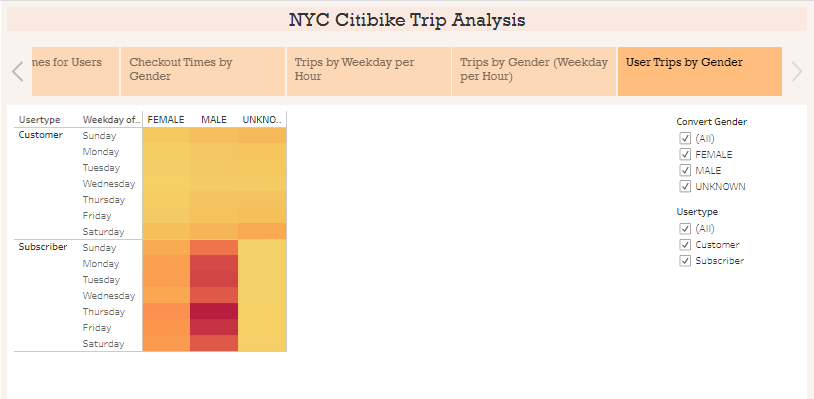 NYC Citibike Trip Analysis
nes for Users
Checkout Times by
Gender
Trips by Weekday per
Hour
Trips by Gender (Weekday
per Hour)
User Trips by Gender
Usertype Weekday of.. FEMALE MALE UNKNO..
Customer Sunday
Monday
Tuesday
Wednesday
Thursday
Friday
Saturday
Subscriber Sunday
Monday
Tuesday
Wednesday
Thursday
Friday
Saturday
Convert Gender
(All)
FEMALE
MALE
UNKNOWN
Usertype
(All)
Customer
Subscriber